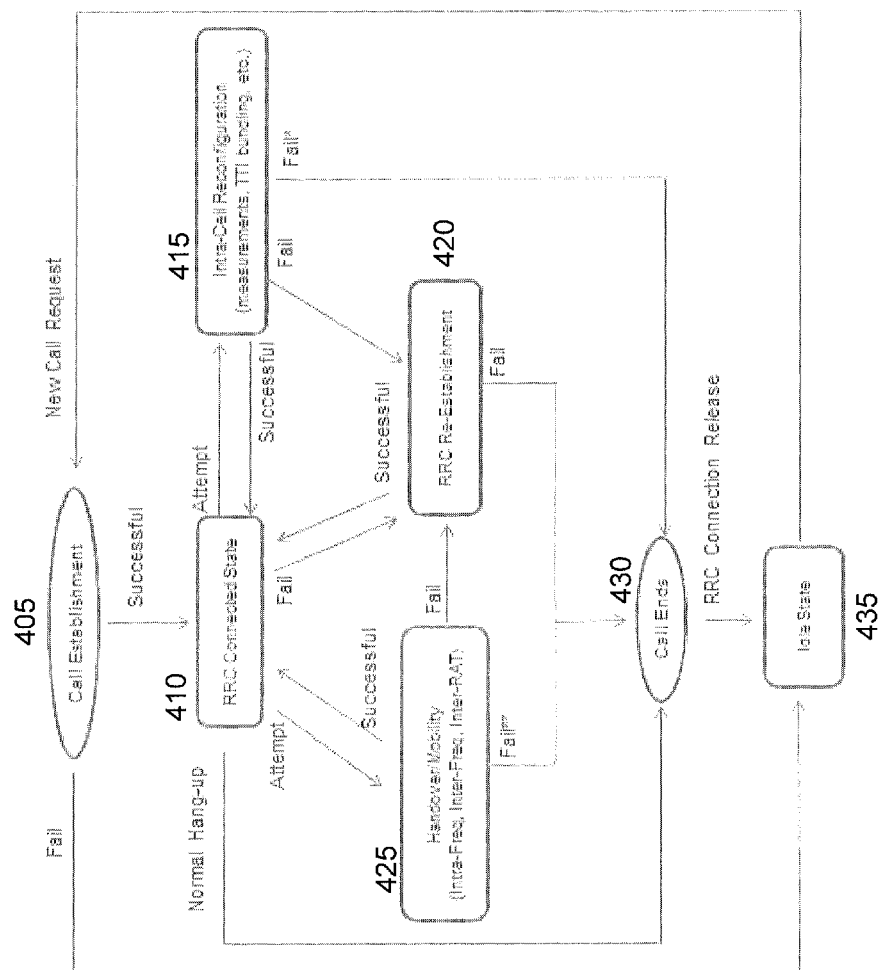 405
Call Establishment
Fail
Successful
New Call Request
410
RRC Connected State
Normal Hang-up
Attempt
Successful
415
Intra-Cell Reconfiguration
(measurements, TTI bundling, etc.)
Attempt
Successful
Fail
Successful
Fail
Fail*
425
Handover/Mobility
(Intra-Freq, Inter-Freq, Inter-RAT)
Fail
Fail**
420
RRC Re-Establishment
Fail
430
Call Ends
RRC Connection Release
Idle State
435